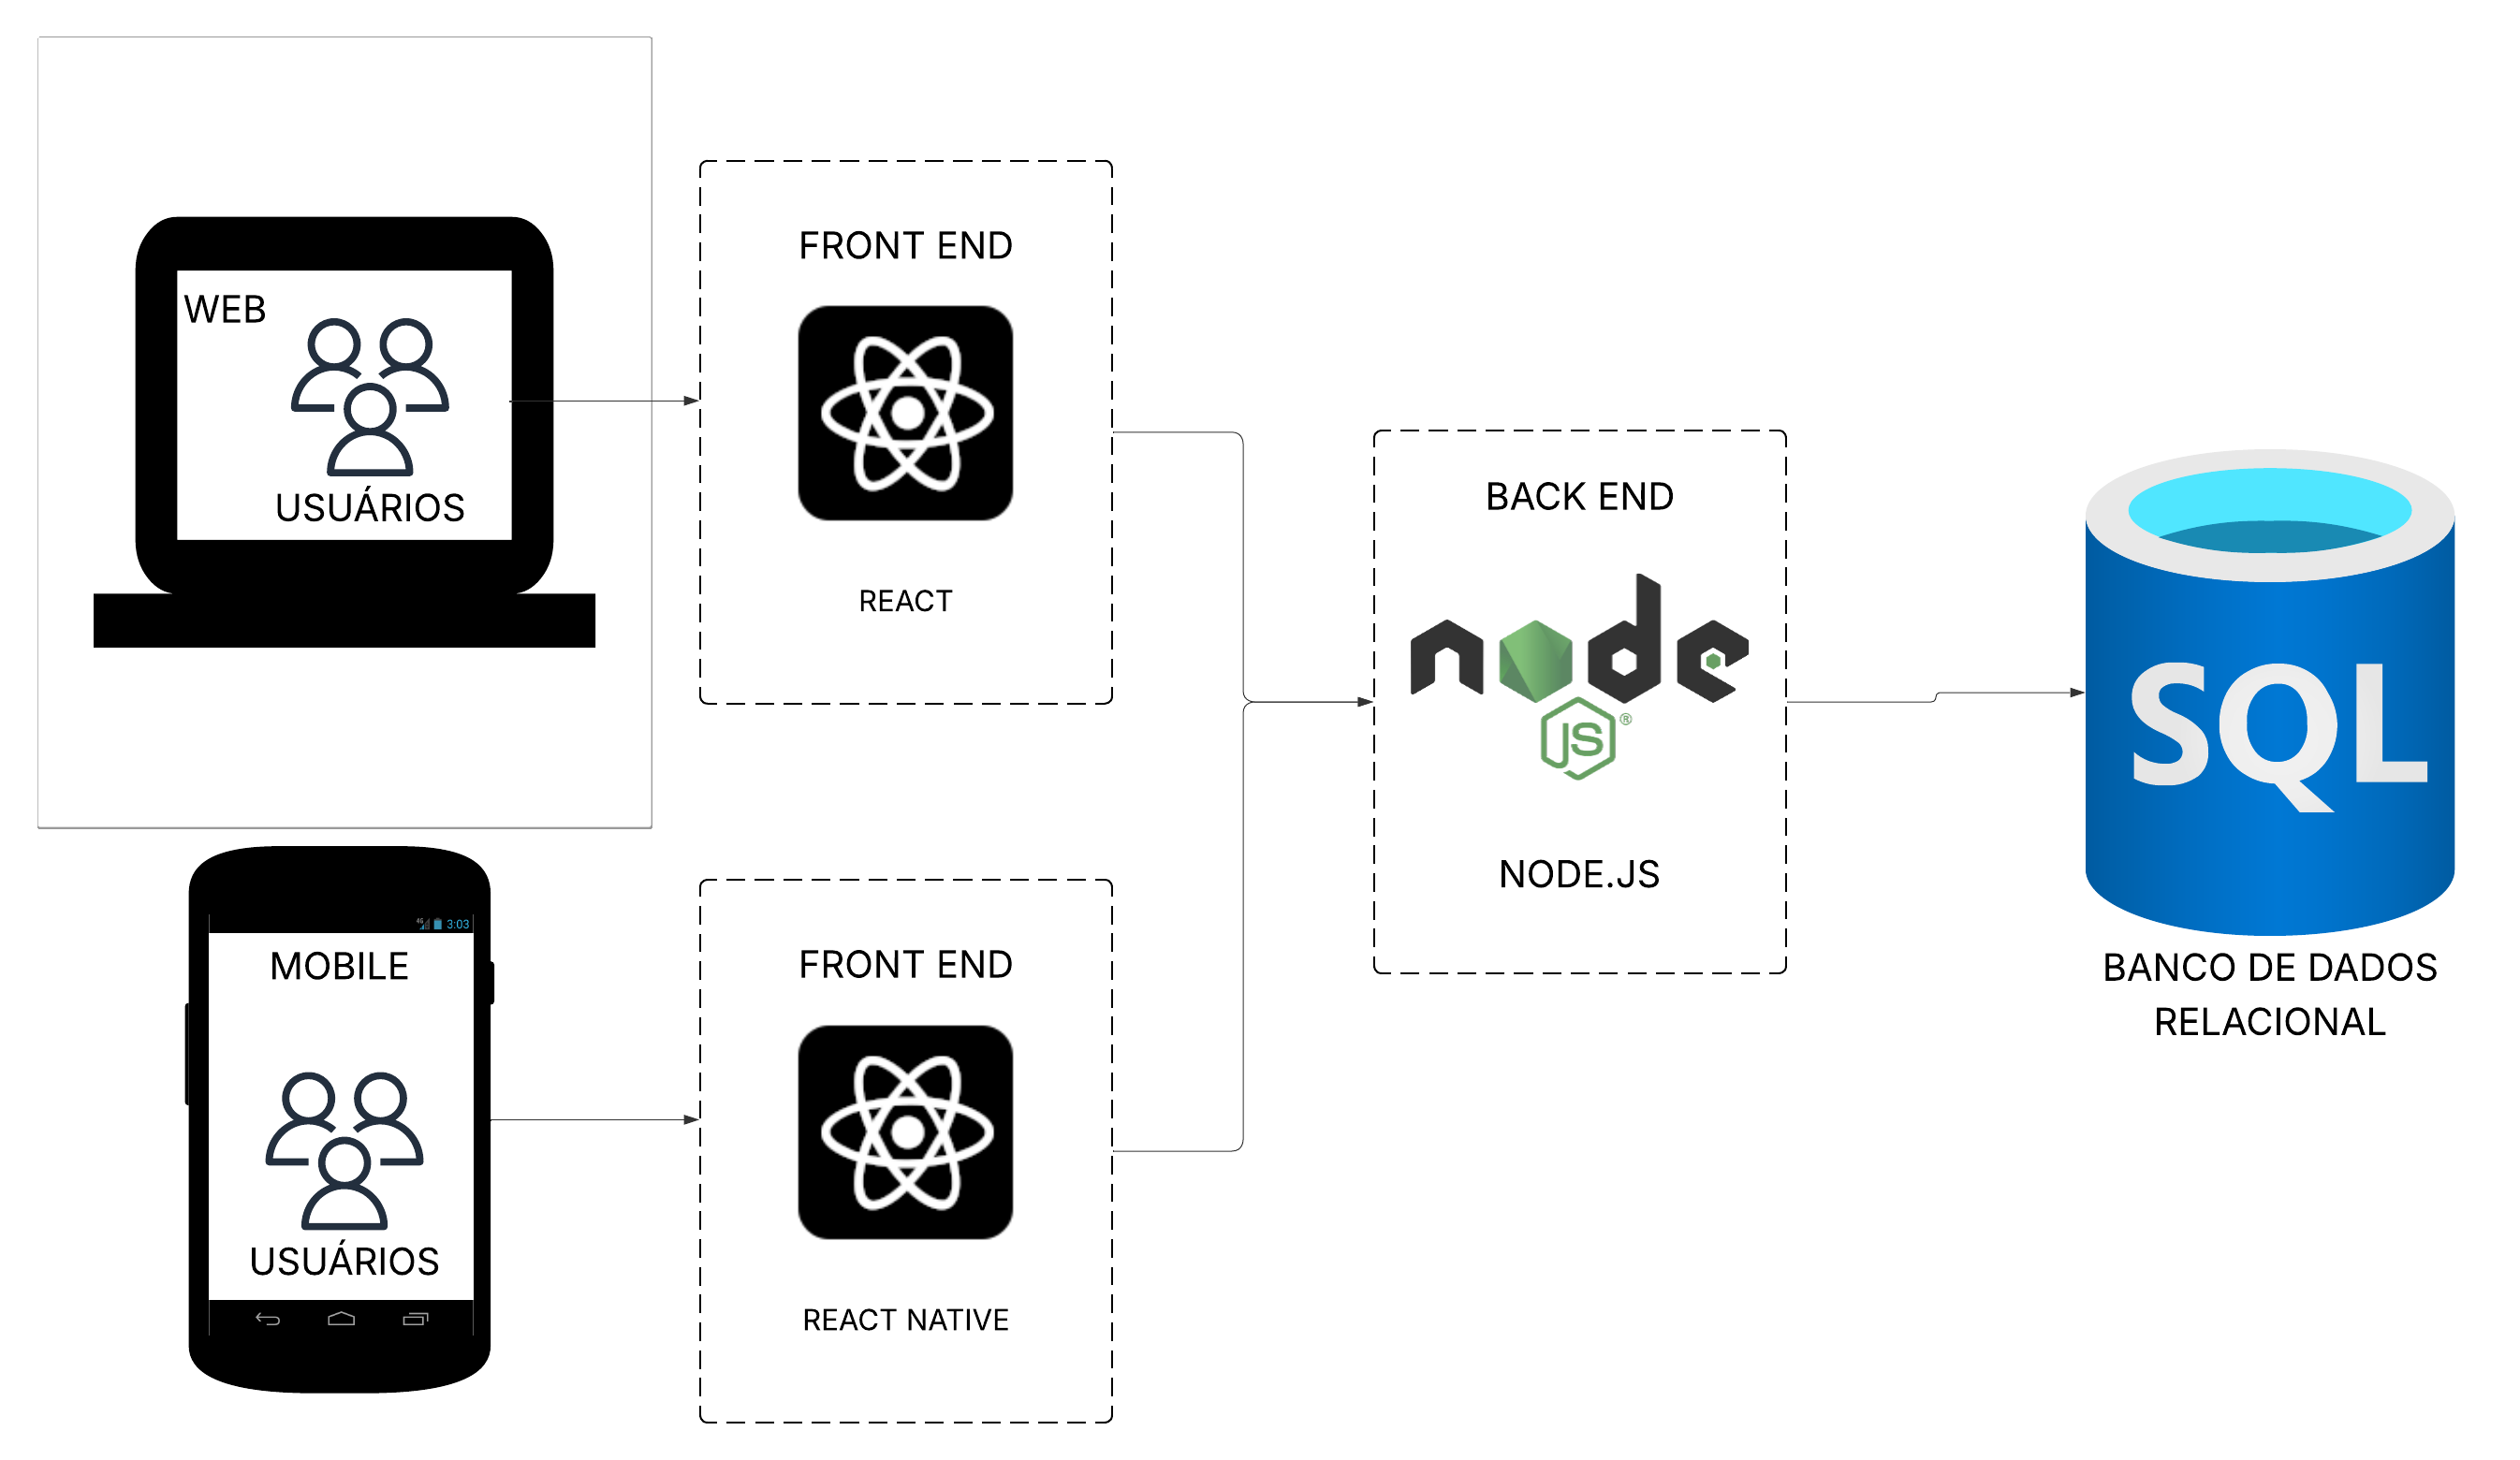 WEB
USUÁRIOS
FRONT END
REACT
MOBILE
4G 3:03
USUÁRIOS
FRONT END
REACT NATIVE
BACK END
node
JS ®
NODE.JS
SQL
BANCO DE DADOS
RELACIONAL